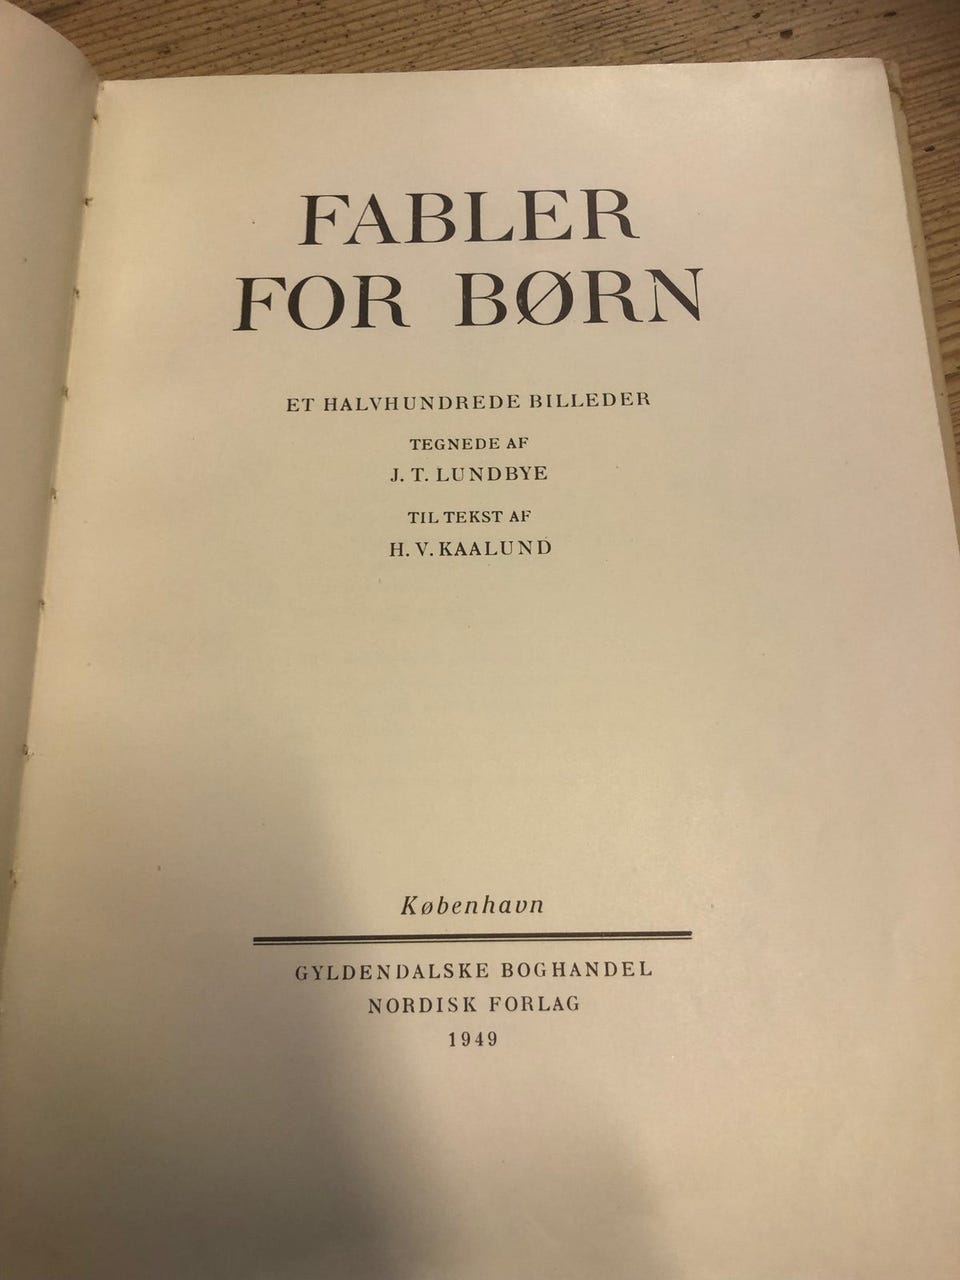 FABLER
FOR BØRN
ET HALVHUNDREDE BILLEDER
TEGNEDE AF
J. T. LUNDBYE
TIL TEKST AF
H. V. KAALUND
København
GYLDENDALSKE BOGHANDEL
NORDISK FORLAG
1949